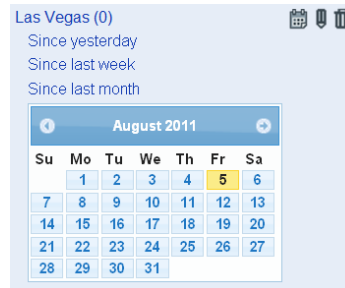 Las Vegas (0)
Since yesterday
Since last week
Since last month
August 2011
Su Mo Tu We Th Fr Sa
1 2 3 4 5 6
7 8 9 10 11 12 13
14 15 16 17 18 19 20
21 22 23 24 25 26 27
28 29 30 31